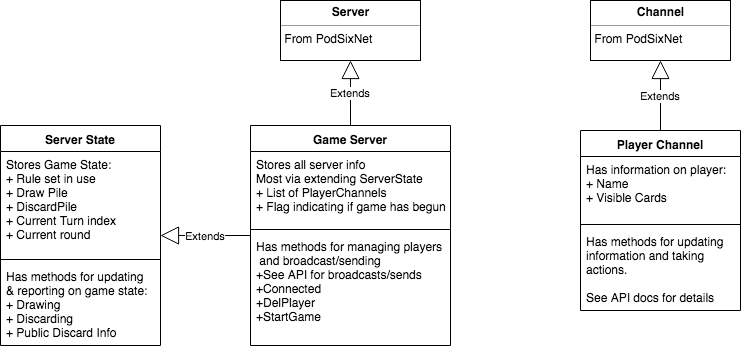 Server
From PodSixNet
Extends
Channel
From PodSixNet
Extends
Server State
Stores Game State:
+ Rule set in use
+ Draw Pile
+ DiscardPile
+ Current Turn index
+ Current round
Has methods for updating
& reporting on game state:
+ Drawing
+ Discarding
+ Public Discard Info
Extends
Game Server
Stores all server info
Most via extending ServerState
+ List of PlayerChannels
+ Flag indicating if game has begun
Has methods for managing players
and broadcast/sending
+See API for broadcasts/sends
+Connected
+DelPlayer
+StartGame
Player Channel
Has information on player:
+ Name
+ Visible Cards
Has methods for updating
information and taking
actions.
See API docs for details